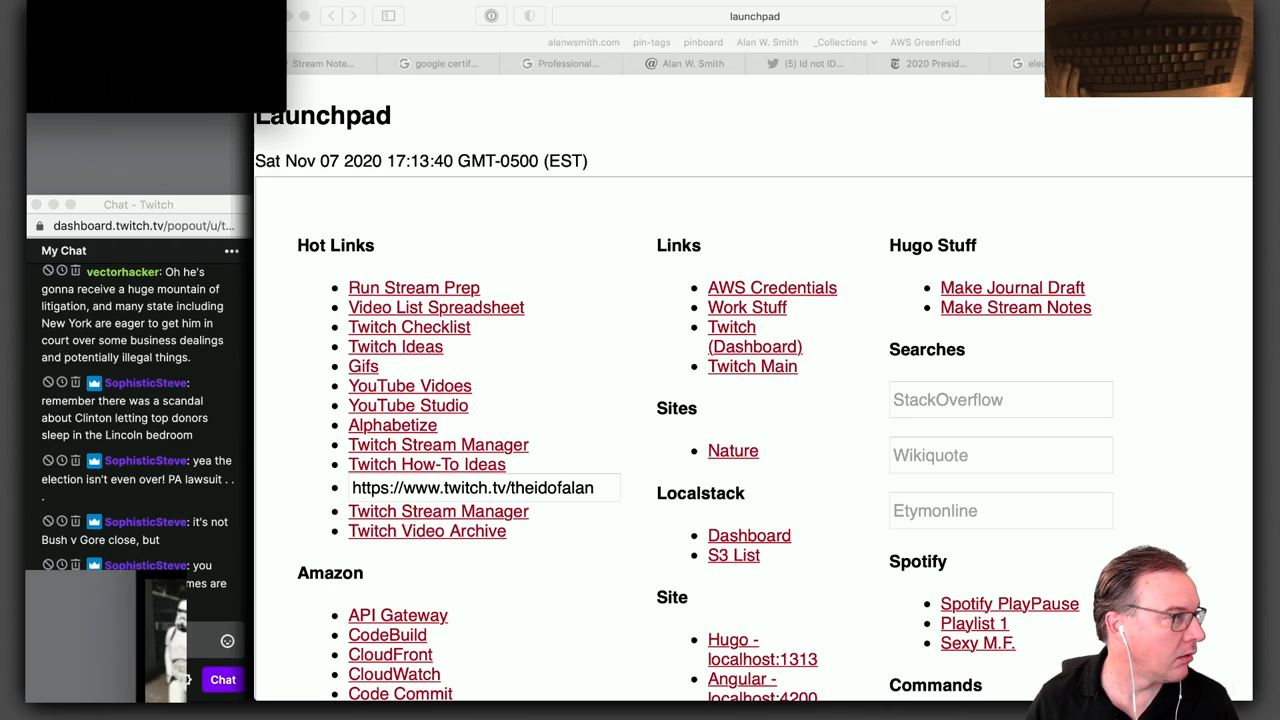 launchpad
alanwsmith.com pin-tags pinboard Alan W. Smith _Collections AWS Greenfield
Stream Note... google certif... Professional... Alan W. Smith (5) Id not ID... 2020 Presid...
Launchpad
Sat Nov 07 2020 17:13:40 GMT-0500 (EST)
Chat - Twitch
dashboard.twitch.tv/popout/u/t...
My Chat
vectorhacker: Oh he's
gonna receive a huge mountain of
litigation, and many state including
New York are eager to get him in
court over some business dealings
and potentially illegal things.
SophisticSteve:
remember there was a scandal
about Clinton letting top donors
sleep in the Lincoln bedroom
SophisticSteve: yea the
election isn't even over! PA lawsuit . .
.
SophisticSteve: it's not
Bush v Gore close, but
SophisticSteve: you
Chat
Hot Links
Run Stream Prep
Video List Spreadsheet
Twitch Checklist
Twitch Ideas
Gifs
YouTube Vidoes
YouTube Studio
Alphabetize
Twitch Stream Manager
Twitch How-To Ideas
https://www.twitch.tv/theidofalan
Twitch Stream Manager
Twitch Video Archive
Amazon
API Gateway
CodeBuild
CloudFront
CloudWatch
Code Commit
Links
AWS Credentials
Work Stuff
Twitch
(Dashboard)
Twitch Main
Sites
Nature
Localstack
Dashboard
S3 List
Site
Hugo -
localhost:1313
Angular -
localhost:4200
Hugo Stuff
Make Journal Draft
Make Stream Notes
Searches
StackOverflow
Wikiquote
Etymonline
Spotify
Spotify PlayPause
Playlist 1
Sexy M.F.
Commands